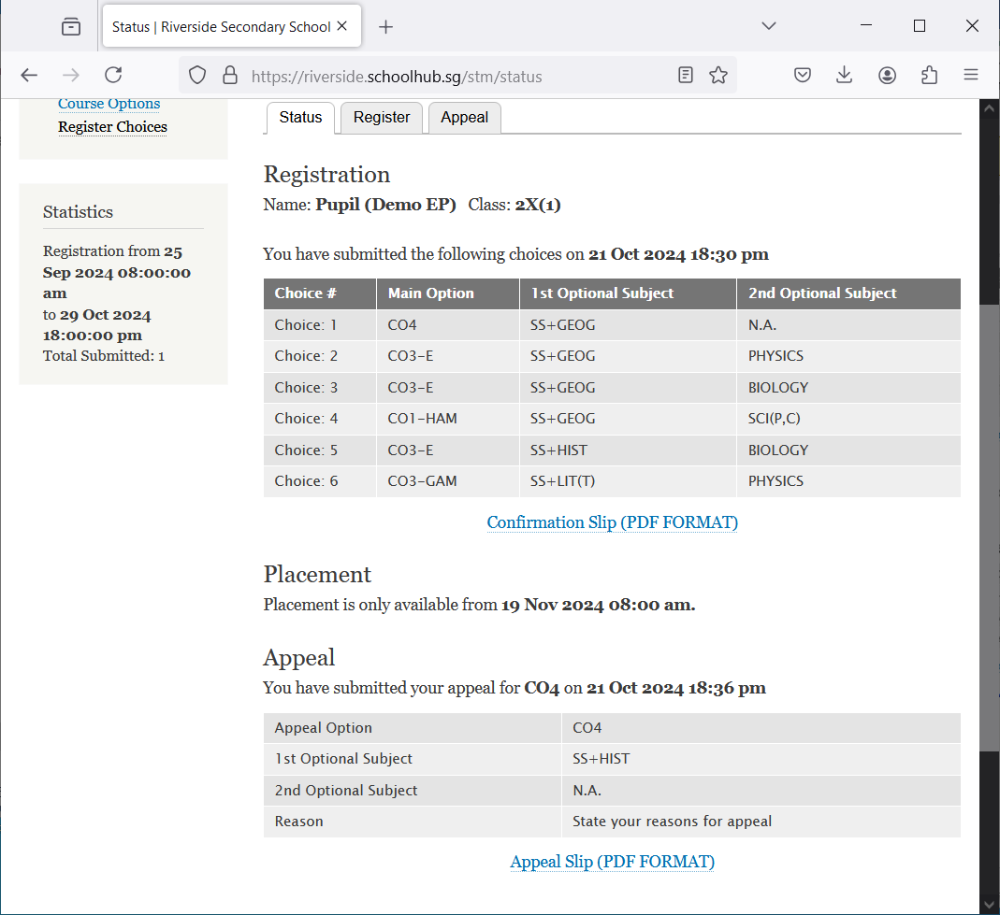 Status | Riverside Secondary School
https://riverside.schoolhub.sg/stm/status
Course Options
Register Choices
Statistics
Registration from 25
Sep 2024 08:00:00
am
to 29 Oct 2024
18:00:00 pm
Total Submitted: 1
Status Register Appeal
Registration
Name: Pupil (Demo EP) Class: 2X(1)
You have submitted the following choices on 21 Oct 2024 18:30 pm
Choice # Main Option 1st Optional Subject 2nd Optional Subject
Choice: 1 CO4 SS+GEOG N.A.
Choice: 2 CO3-E SS+GEOG PHYSICS
Choice: 3 CO3-E SS+GEOG BIOLOGY
Choice: 4 CO1-HAM SS+GEOG SCI(P,C)
Choice: 5 CO3-E SS+HIST BIOLOGY
Choice: 6 CO3-GAM SS+LIT(T) PHYSICS
Confirmation Slip (PDF FORMAT)
Placement
Placement is only available from 19 Nov 2024 08:00 am.
Appeal
You have submitted your appeal for CO4 on 21 Oct 2024 18:36 pm
Appeal Option CO4
1st Optional Subject SS+HIST
2nd Optional Subject N.A.
Reason State your reasons for appeal
Appeal Slip (PDF FORMAT)